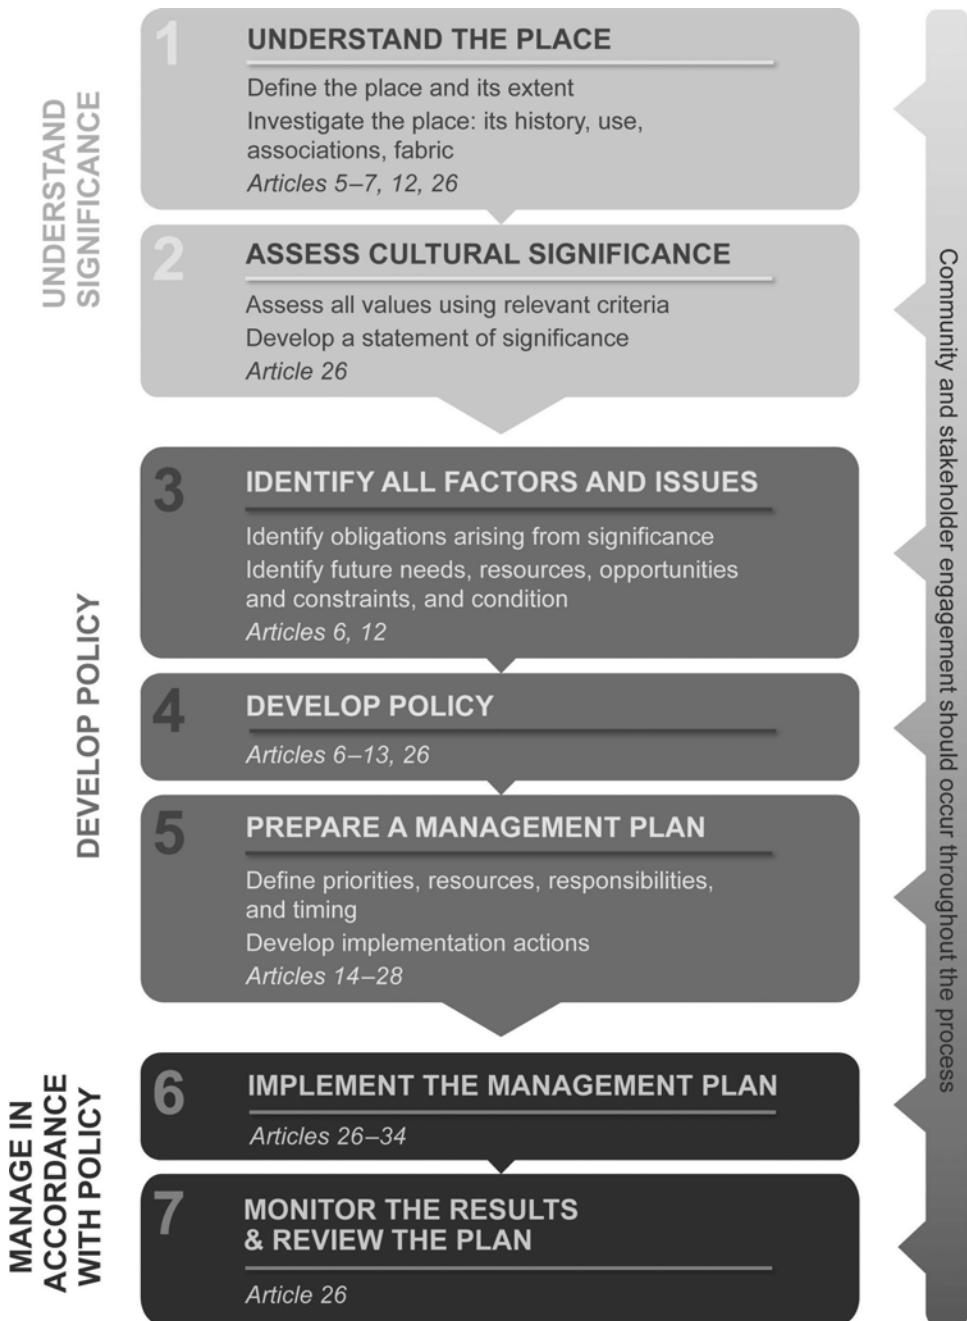 UNDERSTAND
SIGNIFICANCE
1
UNDERSTAND THE PLACE
Define the place and its extent
Investigate the place: its history, use,
associations, fabric
Articles 5–7, 12, 26
2
ASSESS CULTURAL SIGNIFICANCE
Assess all values using relevant criteria
Develop a statement of significance
Article 26
DEVELOP POLICY
3
IDENTIFY ALL FACTORS AND ISSUES
Identify obligations arising from significance
Identify future needs, resources, opportunities
and constraints, and condition
Articles 6, 12
4
DEVELOP POLICY
Articles 6–13, 26
5
PREPARE A MANAGEMENT PLAN
Define priorities, resources, responsibilities,
and timing
Develop implementation actions
Articles 14–28
MANAGE IN
ACCORDANCE
WITH POLICY
6
IMPLEMENT THE MANAGEMENT PLAN
Articles 26–34
7
MONITOR THE RESULTS
& REVIEW THE PLAN
Article 26
Community and stakeholder engagement should occur throughout the process